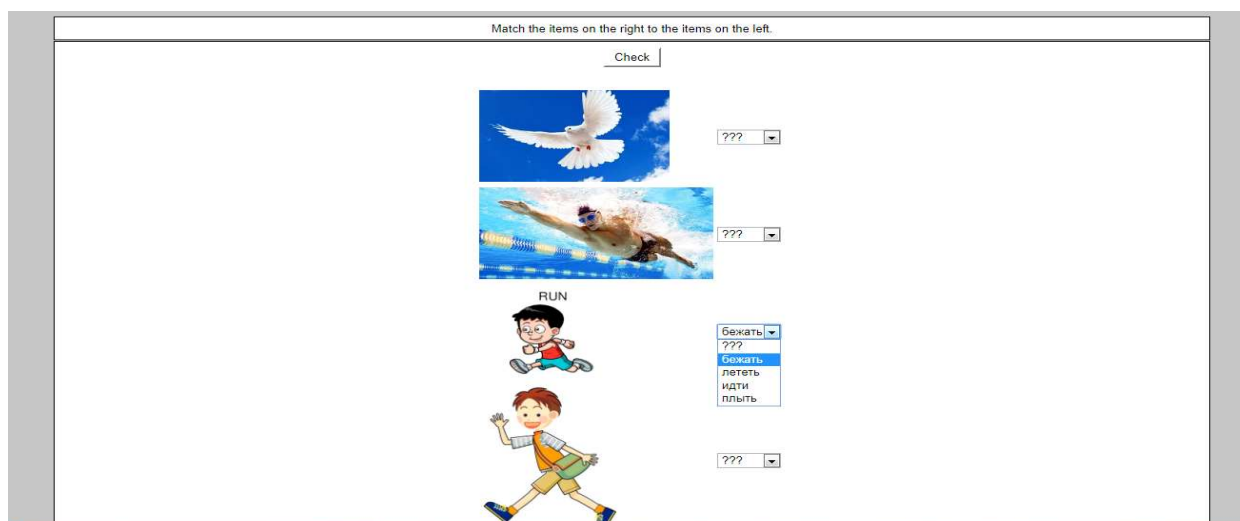 Match the items on the right to the items on the left.
Check
???
???
RUN
бежать
???
бежать
лететь
идти
плыть
???